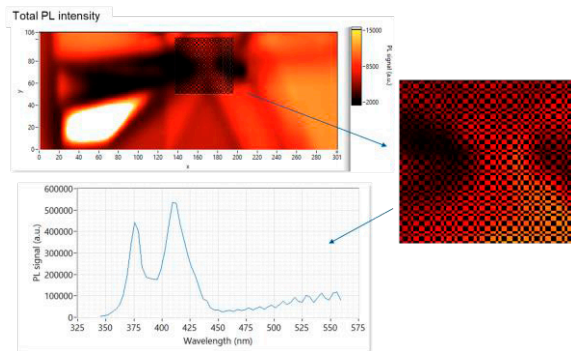 Total PL intensity
106
80
60
40
20
0
y
0 20 40 60 80 100 120 140 160 180 200 220 240 260 280 301
x
15000
8500
2000
PL signal (a.u.)
600000
500000
400000
300000
200000
100000
0
PL signal (a.u.)
325 350 375 400 425 450 475 500 525 550 575
Wavelength (nm)